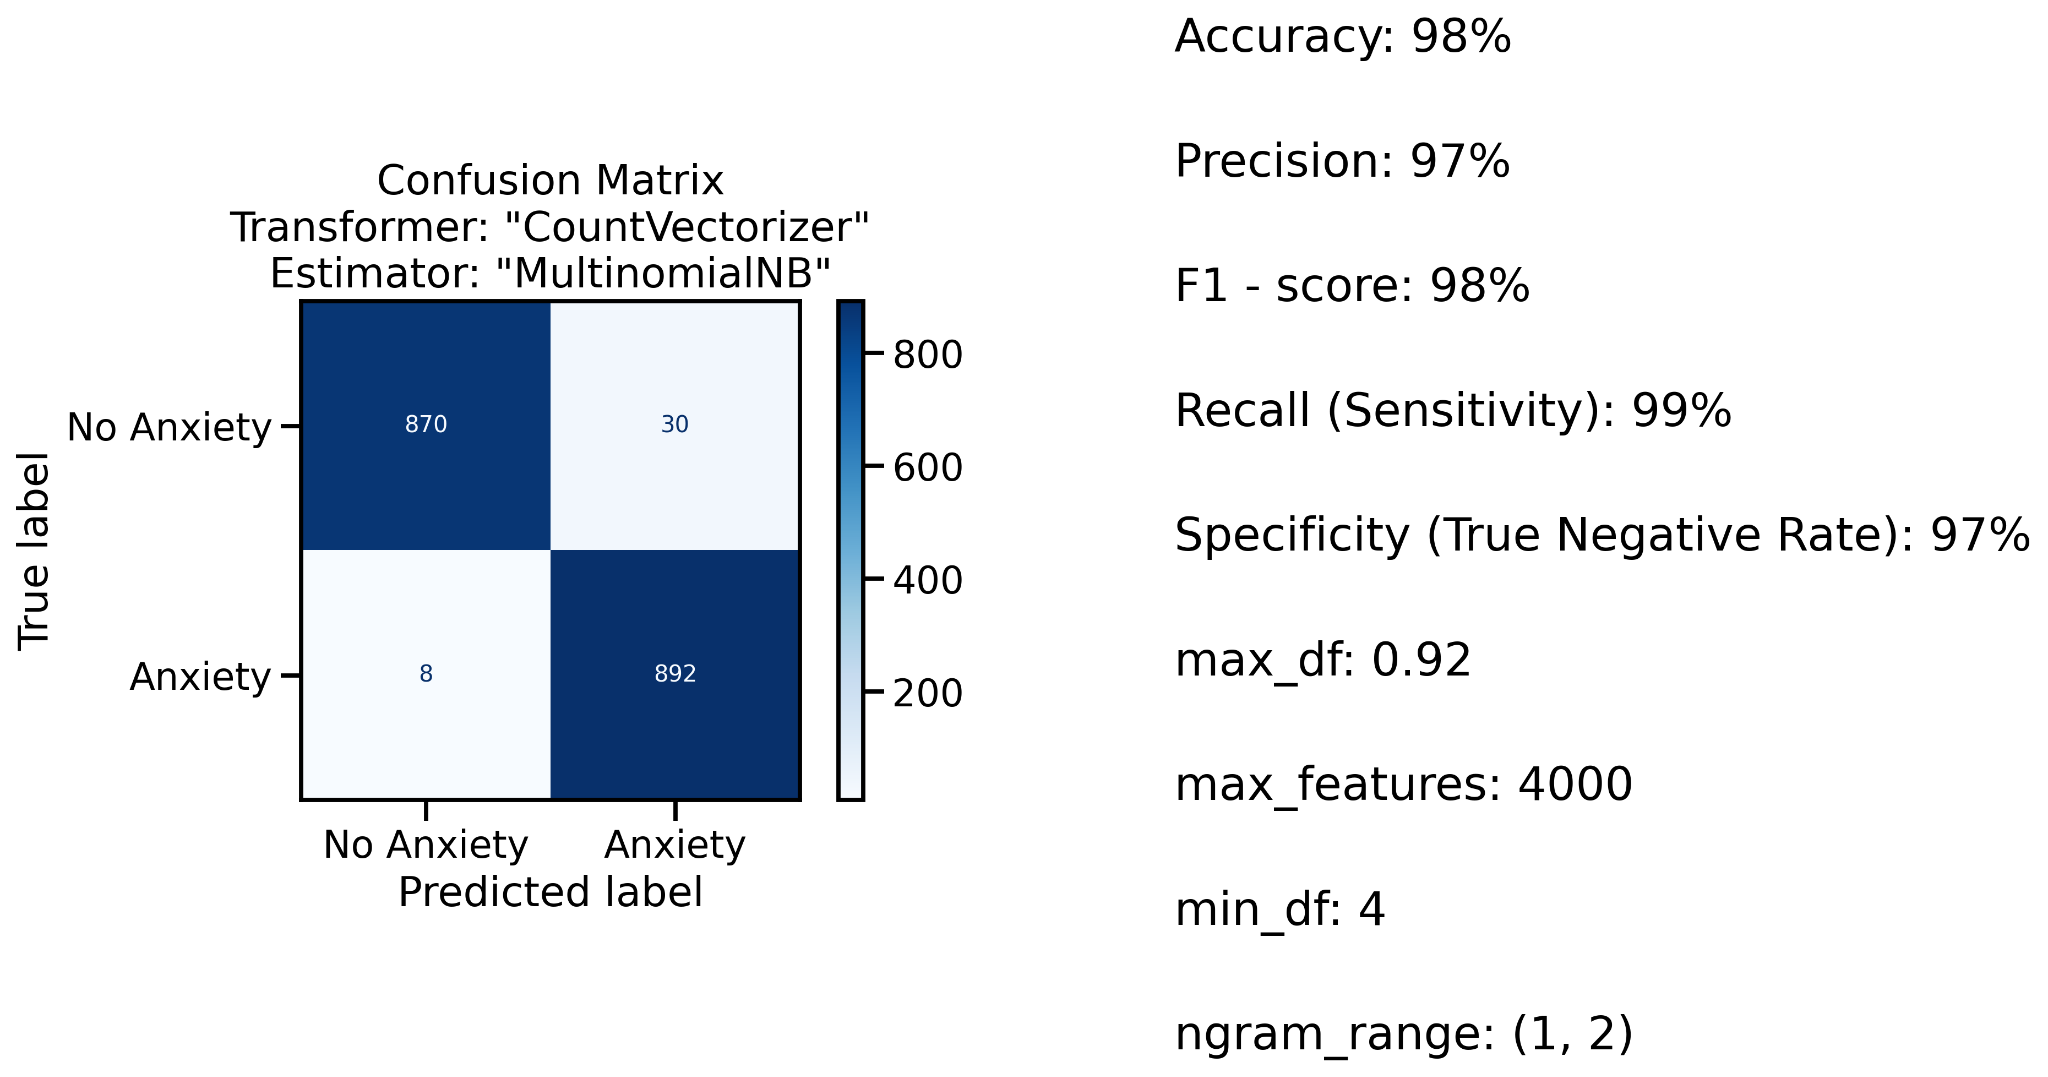 Confusion Matrix
Transformer: "CountVectorizer"
Estimator: "MultinomialNB"
True label
No Anxiety
Anxiety
870
30
8
892
800
600
400
200
No Anxiety
Anxiety
Predicted label
Accuracy: 98%
Precision: 97%
F1 - score: 98%
Recall (Sensitivity): 99%
Specificity (True Negative Rate): 97%
max_df: 0.92
max_features: 4000
min_df: 4
ngram_range: (1, 2)